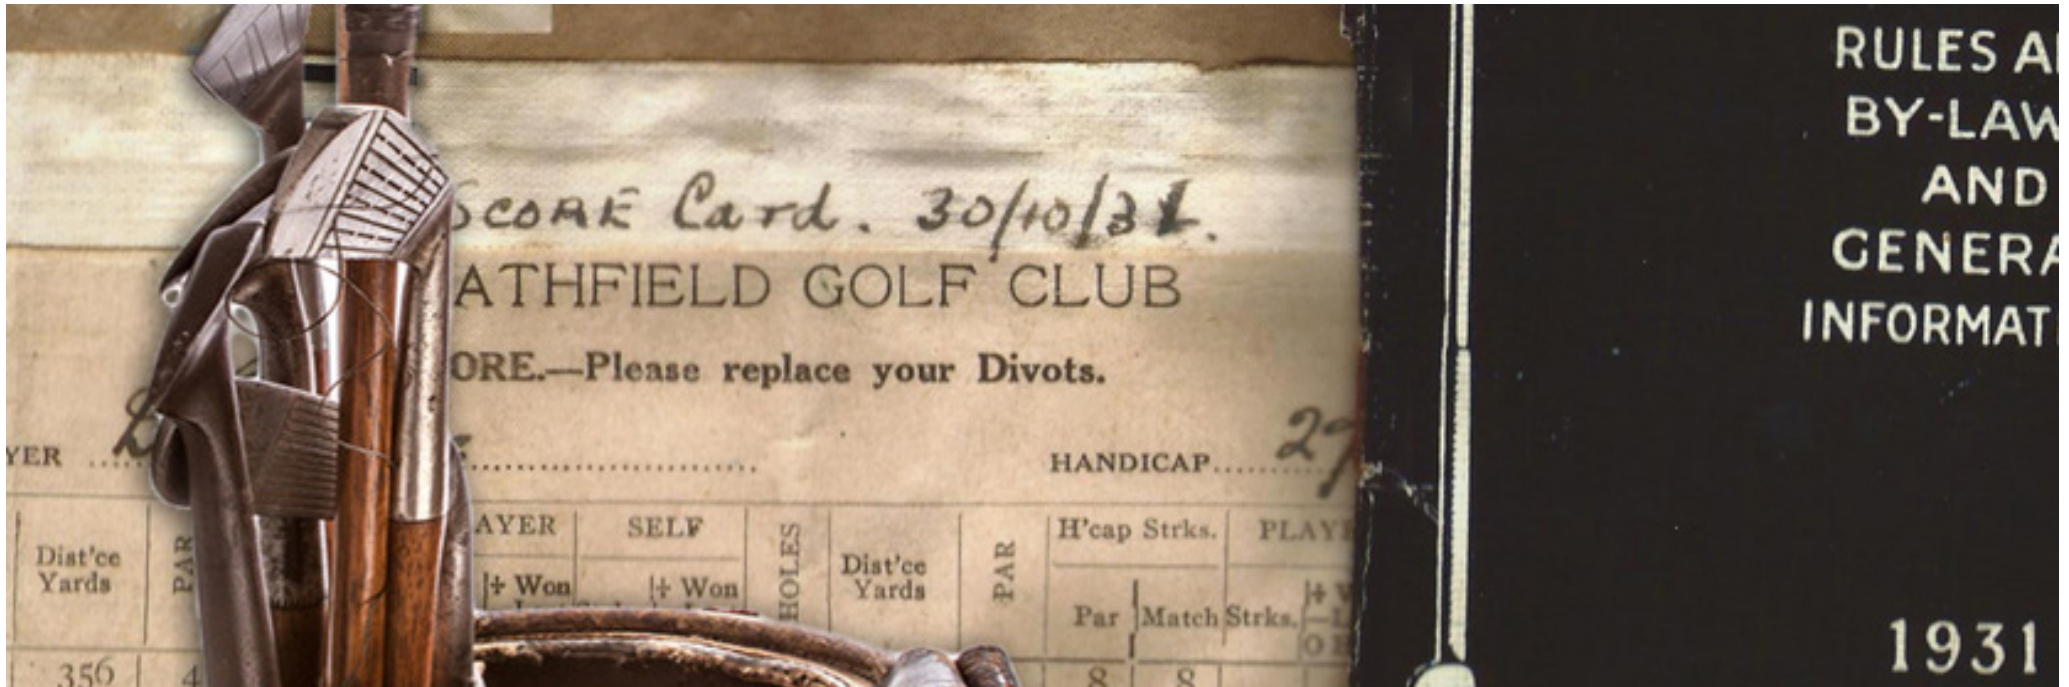 SCORE Card. 30/10/31.
ATHFIELD GOLF CLUB
ORE.—Please replace your Divots.
YER
HANDICAP 29
AYER SELF HOLES Dist'ce Yards PAR H'cap Strks. PLAYE
Dist'ce Yards PAR
÷ Won ÷ Won
Par Match Strks.
356 4 8 8
RULES A
BY-LAW
AND
GENERA
INFORMAT
1931